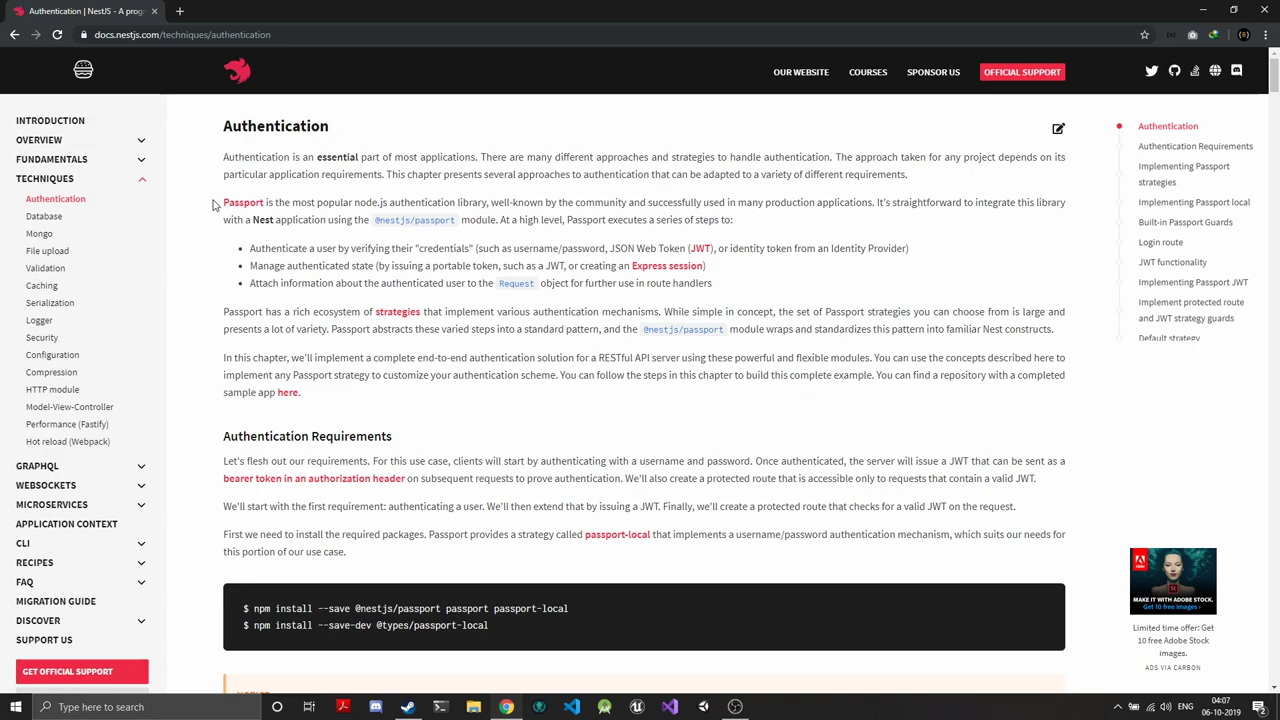 Authentication | NestJS - A prog
docs.nestjs.com/techniques/authentication
OUR WEBSITE
COURSES
SPONSOR US
OFFICIAL SUPPORT
INTRODUCTION
OVERVIEW
FUNDAMENTALS
TECHNIQUES
Authentication
Database
Mongo
File upload
Validation
Caching
Serialization
Logger
Security
Configuration
Compression
HTTP module
Model-View-Controller
Performance (Fastify)
Hot reload (Webpack)
GRAPHQL
WEBSOCKETS
MICROSERVICES
APPLICATION CONTEXT
CLI
RECIPES
FAQ
MIGRATION GUIDE
DISCOVER
SUPPORT US
GET OFFICIAL SUPPORT
Authentication
Authentication is an essential part of most applications. There are many different approaches and strategies to handle authentication. The approach taken for any project depends on its
particular application requirements. This chapter presents several approaches to authentication that can be adapted to a variety of different requirements.
Passport is the most popular node.js authentication library, well-known by the community and successfully used in many production applications. It's straightforward to integrate this library
with a Nest application using the @nestjs/passport module. At a high level, Passport executes a series of steps to:
• Authenticate a user by verifying their "credentials" (such as username/password, JSON Web Token (JWT), or identity token from an Identity Provider)
• Manage authenticated state (by issuing a portable token, such as a JWT, or creating an Express session)
• Attach information about the authenticated user to the Request object for further use in route handlers
Passport has a rich ecosystem of strategies that implement various authentication mechanisms. While simple in concept, the set of Passport strategies you can choose from is large and
presents a lot of variety. Passport abstracts these varied steps into a standard pattern, and the @nestjs/passport module wraps and standardizes this pattern into familiar Nest constructs.
In this chapter, we'll implement a complete end-to-end authentication solution for a RESTful API server using these powerful and flexible modules. You can use the concepts described here to
implement any Passport strategy to customize your authentication scheme. You can follow the steps in this chapter to build this complete example. You can find a repository with a completed
sample app here.
Authentication Requirements
Let's flesh out our requirements. For this use case, clients will start by authenticating with a username and password. Once authenticated, the server will issue a JWT that can be sent as a
bearer token in an authorization header on subsequent requests to prove authentication. We'll also create a protected route that is accessible only to requests that contain a valid JWT.
We'll start with the first requirement: authenticating a user. We'll then extend that by issuing a JWT. Finally, we'll create a protected route that checks for a valid JWT on the request.
First we need to install the required packages. Passport provides a strategy called passport-local that implements a username/password authentication mechanism, which suits our needs for
this portion of our use case.
$ npm install --save @nestjs/passport passport passport-local
$ npm install --save-dev @types/passport-local
Authentication
Authentication Requirements
Implementing Passport
strategies
Implementing Passport local
Built-in Passport Guards
Login route
JWT functionality
Implementing Passport JWT
Implement protected route
and JWT strategy guards
Default strategy
Adobe
St
MAKE IT WITH ADOBE STOCK.
Get 10 free images ›
Limited time offer: Get
10 free Adobe Stock
images.
ADS VIA CARBON
Type here to search
ENG
04:07
06-10-2019
2